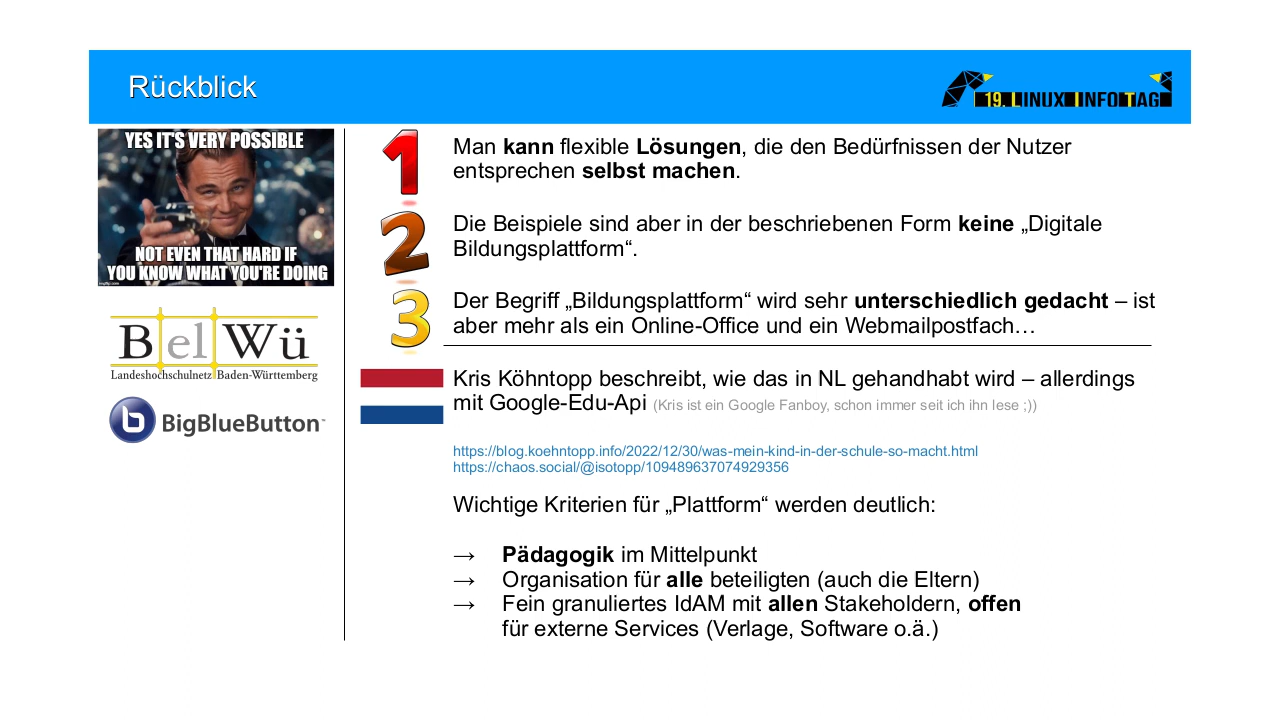 Rückblick
19. LINUX INFO TAG
YES IT'S VERY POSSIBLE
NOT EVEN THAT HARD IF
YOU KNOW WHAT YOU'RE DOING
imgflip.com
BelWü
Landeshochschulnetz Baden-Württemberg
b BigBlueButton™
1 Man kann flexible Lösungen, die den Bedürfnissen der Nutzer
entsprechen selbst machen.
2 Die Beispiele sind aber in der beschriebenen Form keine „Digitale
Bildungsplattform“.
3 Der Begriff „Bildungsplattform“ wird sehr unterschiedlich gedacht – ist
aber mehr als ein Online-Office und ein Webmailpostfach…
Kris Köhntopp beschreibt, wie das in NL gehandhabt wird – allerdings
mit Google-Edu-Api (Kris ist ein Google Fanboy, schon immer seit ich ihn lese ;))
https://blog.koehntopp.info/2022/12/30/was-mein-kind-in-der-schule-so-macht.html
https://chaos.social/@isotopp/109489637074929356
Wichtige Kriterien für „Plattform“ werden deutlich:
→ Pädagogik im Mittelpunkt
→ Organisation für alle beteiligten (auch die Eltern)
→ Fein granuliertes IdAM mit allen Stakeholdern, offen
für externe Services (Verlage, Software o.ä.)